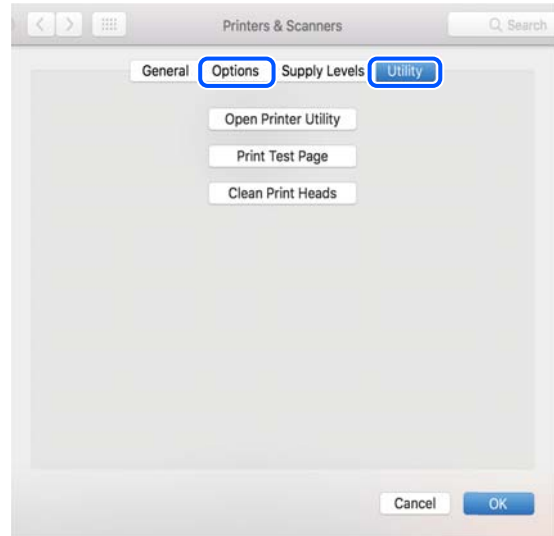 Printers & Scanners Search
General Options Supply Levels Utility
Open Printer Utility
Print Test Page
Clean Print Heads
Cancel OK